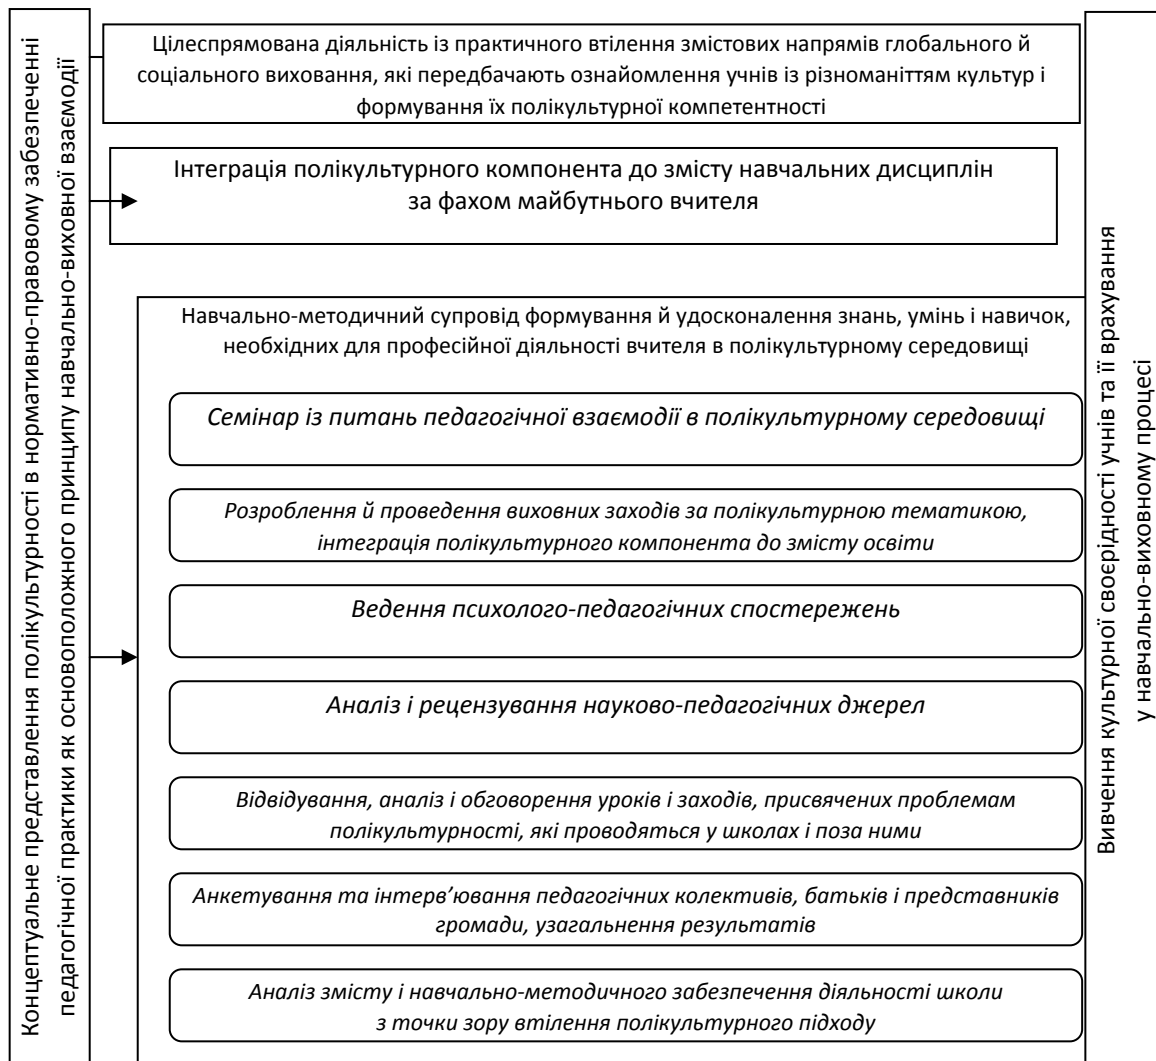 Концептуальне представлення полікультурності в нормативно-правовому забезпеченні
педагогічної практики як основоположного принципу навчально-виховної взаємодії
Цілеспрямована діяльність із практичного втілення змістових напрямів глобального й
соціального виховання, які передбачають ознайомлення учнів із різноманіттям культур і
формування їх полікультурної компетентності
Інтеграція полікультурного компонента до змісту навчальних дисциплін
за фахом майбутнього вчителя
Навчально-методичний супровід формування й удосконалення знань, умінь і навичок,
необхідних для професійної діяльності вчителя в полікультурному середовищі
Семінар із питань педагогічної взаємодії в полікультурному середовищі
Розроблення й проведення виховних заходів за полікультурною тематикою,
інтеграція полікультурного компонента до змісту освіти
Ведення психолого-педагогічних спостережень
Аналіз і рецензування науково-педагогічних джерел
Відвідування, аналіз і обговорення уроків і заходів, присвячених проблемам
полікультурності, які проводяться у школах і поза ними
Анкетування та інтерв’ювання педагогічних колективів, батьків і представників
громади, узагальнення результатів
Аналіз змісту і навчально-методичного забезпечення діяльності школи
з точки зору втілення полікультурного підходу
Вивчення культурної своєрідності учнів та її врахування
у навчально-виховному процесі